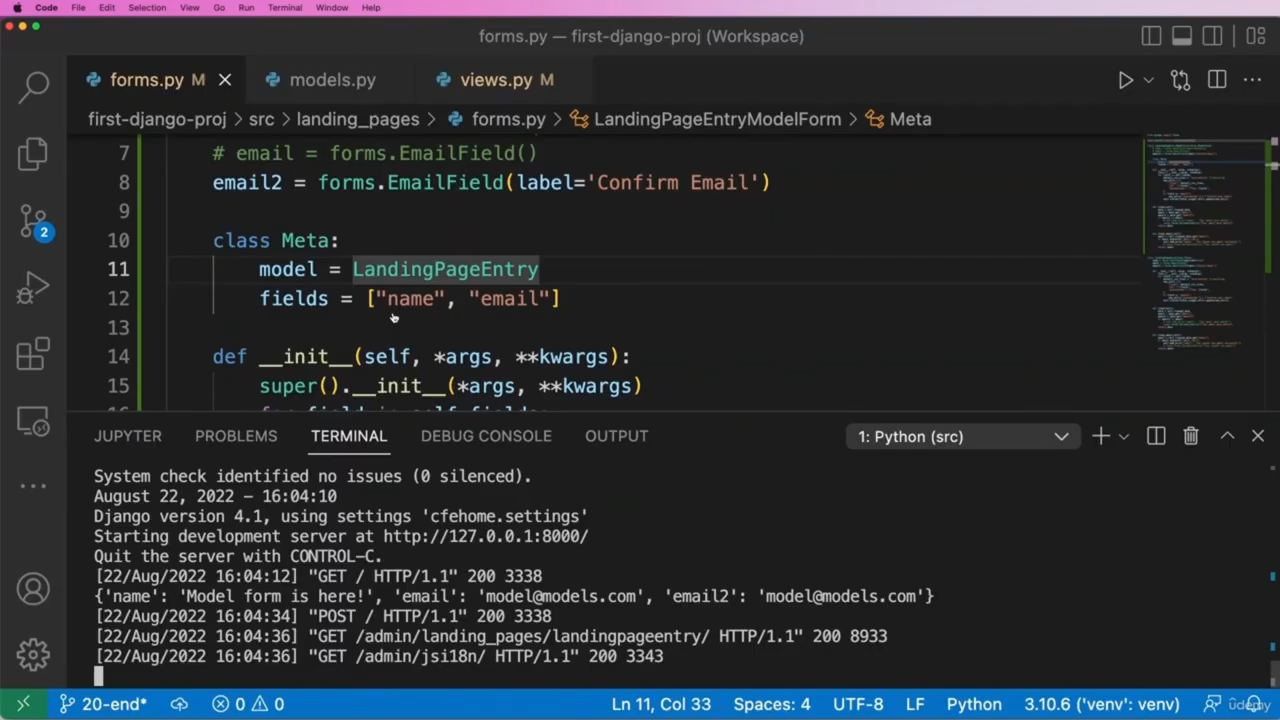 Code File Edit Selection View Go Run Terminal Window Help
forms.py — first-django-proj (Workspace)
forms.py M models.py views.py M
first-django-proj > src > landing_pages > forms.py > LandingPageEntryModelForm > Meta
7 # email = forms.EmailField()
8 email2 = forms.EmailField(label='Confirm Email')
9
10 class Meta:
11 model = LandingPageEntry
12 fields = ["name", "email"]
13
14 def __init__(self, *args, **kwargs):
15 super().__init__(*args, **kwargs)
16 for field in self.fields:
2
JUPYTER PROBLEMS TERMINAL DEBUG CONSOLE OUTPUT 1: Python (src)
System check identified no issues (0 silenced).
August 22, 2022 - 16:04:10
Django version 4.1, using settings 'cfehome.settings'
Starting development server at http://127.0.0.1:8000/
Quit the server with CONTROL-C.
[22/Aug/2022 16:04:12] "GET / HTTP/1.1" 200 3338
{'name': 'Model form is here!', 'email': 'model@models.com', 'email2': 'model@models.com'}
[22/Aug/2022 16:04:34] "POST / HTTP/1.1" 200 3338
[22/Aug/2022 16:04:36] "GET /admin/landing_pages/landingpageentry/ HTTP/1.1" 200 8933
[22/Aug/2022 16:04:36] "GET /admin/jsi18n/ HTTP/1.1" 200 3343
20-end* 0 0 Ln 11, Col 33 Spaces: 4 UTF-8 LF Python 3.10.6 ('venv': venv) udemy